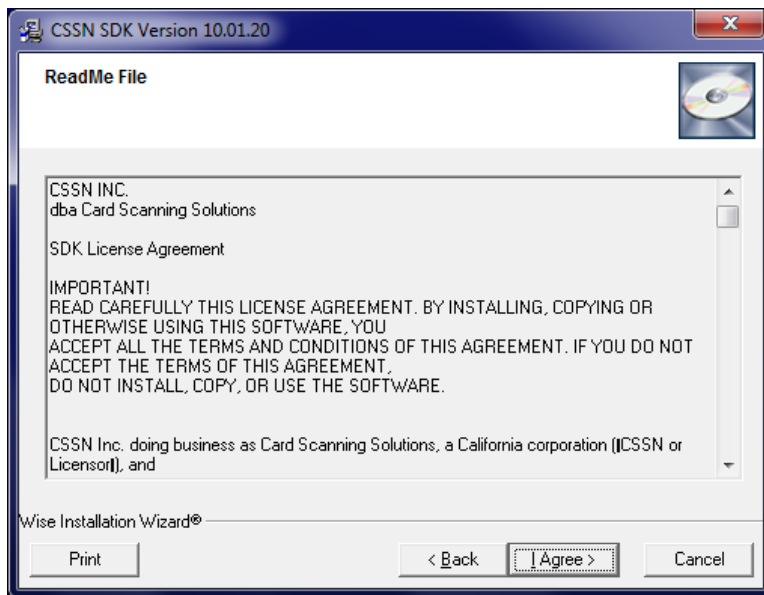 CSSN SDK Version 10.01.20
ReadMe File
CSSN INC.
dba Card Scanning Solutions
SDK License Agreement
IMPORTANT!
READ CAREFULLY THIS LICENSE AGREEMENT. BY INSTALLING, COPYING OR
OTHERWISE USING THIS SOFTWARE, YOU
ACCEPT ALL THE TERMS AND CONDITIONS OF THIS AGREEMENT. IF YOU DO NOT
ACCEPT THE TERMS OF THIS AGREEMENT,
DO NOT INSTALL, COPY, OR USE THE SOFTWARE.
CSSN Inc. doing business as Card Scanning Solutions, a California corporation (|CSSN or
Licensor|), and
Wise Installation Wizard®
Print
< Back
I Agree >
Cancel